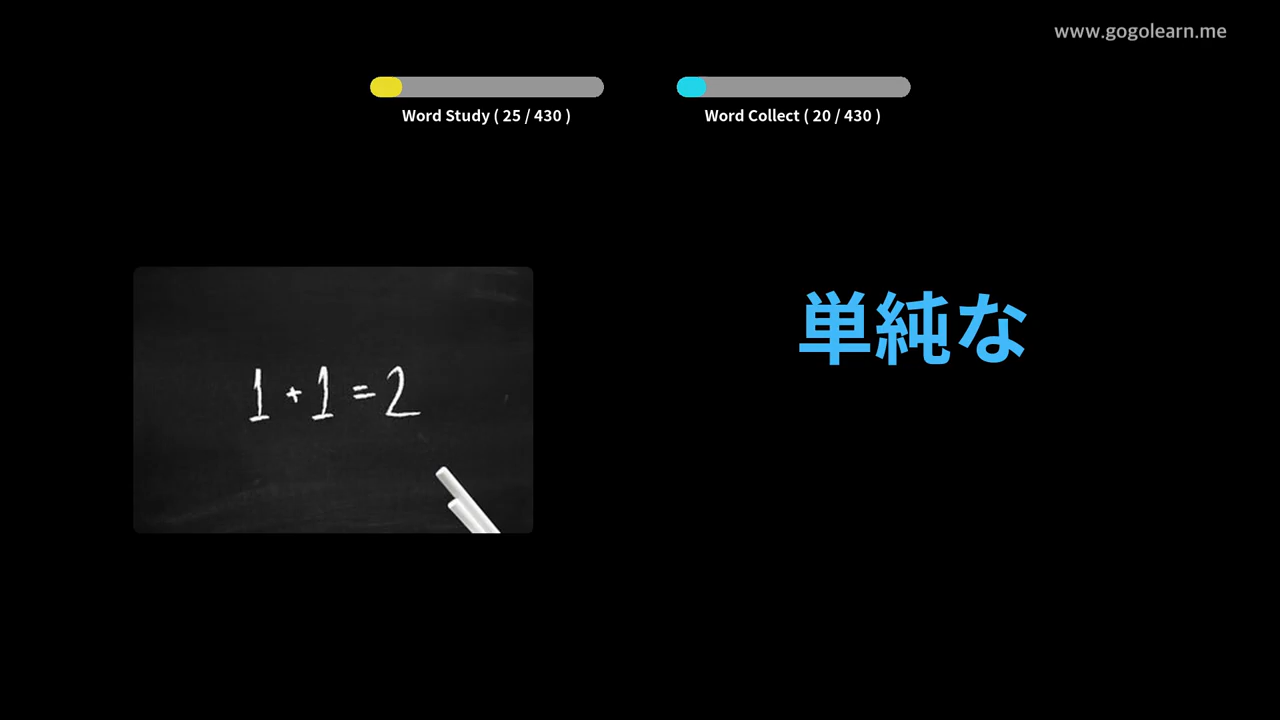 www.gogolearn.me
Word Study ( 25 / 430 )
Word Collect ( 20 / 430 )
単純な
1 + 1 = 2